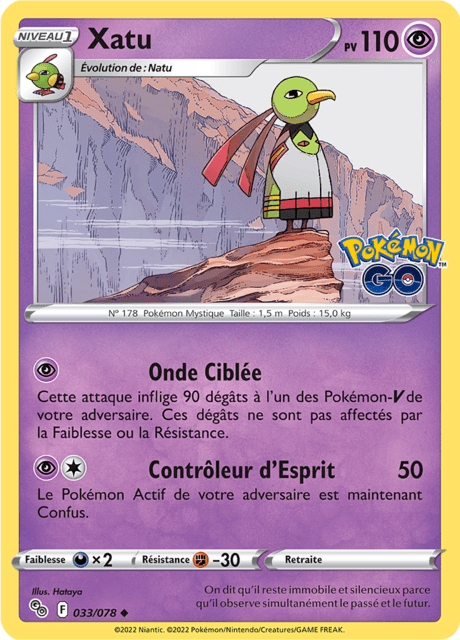 NIVEAU 1
Xatu
PV 110
Évolution de : Natu
POKÉMON
GO
TM
N° 178 Pokémon Mystique Taille : 1,5 m Poids : 15,0 kg
Onde Ciblée
Cette attaque inflige 90 dégâts à l'un des Pokémon-V de
votre adversaire. Ces dégâts ne sont pas affectés par
la Faiblesse ou la Résistance.
Contrôleur d'Esprit 50
Le Pokémon Actif de votre adversaire est maintenant
Confus.
Faiblesse ×2 Résistance -30 Retraite
Illus. Hataya
On dit qu'il reste immobile et silencieux parce
GO F 033/078
qu'il observe simultanément le passé et le futur.
©2022 Niantic. ©2022 Pokémon/Nintendo/Creatures/GAME FREAK.